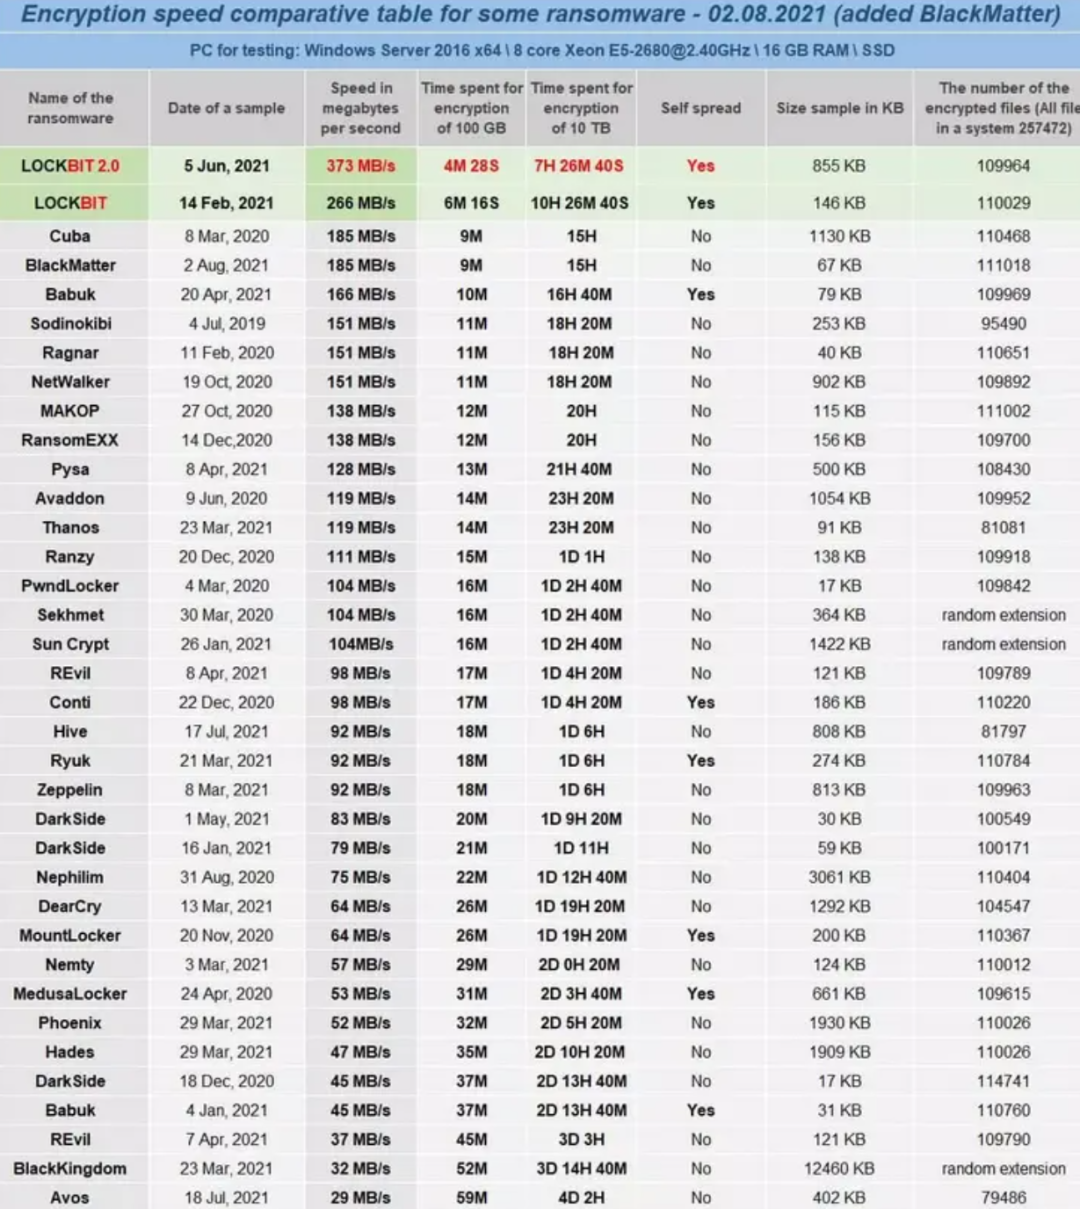 Encryption speed comparative table for some ransomware - 02.08.2021 (added BlackMatter)
PC for testing: Windows Server 2016 x64 \ 8 core Xeon E5-2680@2.40GHz \ 16 GB RAM \ SSD
Name of the ransomware Date of a sample Speed in megabytes per second Time spent for encryption of 100 GB Time spent for encryption of 10 TB Self spread Size sample in KB The number of the encrypted files (All file in a system 257472)
LOCKBIT 2.0 5 Jun, 2021 373 MB/s 4M 28S 7H 26M 40S Yes 855 KB 109964
LOCKBIT 14 Feb, 2021 266 MB/s 6M 16S 10H 26M 40S Yes 146 KB 110029
Cuba 8 Mar, 2020 185 MB/s 9M 15H No 1130 KB 110468
BlackMatter 2 Aug, 2021 185 MB/s 9M 15H No 67 KB 111018
Babuk 20 Apr, 2021 166 MB/s 10M 16H 40M Yes 79 KB 109969
Sodinokibi 4 Jul, 2019 151 MB/s 11M 18H 20M No 253 KB 95490
Ragnar 11 Feb, 2020 151 MB/s 11M 18H 20M No 40 KB 110651
NetWalker 19 Oct, 2020 151 MB/s 11M 18H 20M No 902 KB 109892
MAKOP 27 Oct, 2020 138 MB/s 12M 20H No 115 KB 111002
RansomEXX 14 Dec,2020 138 MB/s 12M 20H No 156 KB 109700
Pysa 8 Apr, 2021 128 MB/s 13M 21H 40M No 500 KB 108430
Avaddon 9 Jun, 2020 119 MB/s 14M 23H 20M No 1054 KB 109952
Thanos 23 Mar, 2021 119 MB/s 14M 23H 20M No 91 KB 81081
Ranzy 20 Dec, 2020 111 MB/s 15M 1D 1H No 138 KB 109918
PwndLocker 4 Mar, 2020 104 MB/s 16M 1D 2H 40M No 17 KB 109842
Sekhmet 30 Mar, 2020 104 MB/s 16M 1D 2H 40M No 364 KB random extension
Sun Crypt 26 Jan, 2021 104MB/s 16M 1D 2H 40M No 1422 KB random extension
REvil 8 Apr, 2021 98 MB/s 17M 1D 4H 20M No 121 KB 109789
Conti 22 Dec, 2020 98 MB/s 17M 1D 4H 20M Yes 186 KB 110220
Hive 17 Jul, 2021 92 MB/s 18M 1D 6H No 808 KB 81797
Ryuk 21 Mar, 2021 92 MB/s 18M 1D 6H Yes 274 KB 110784
Zeppelin 8 Mar, 2021 92 MB/s 18M 1D 6H No 813 KB 109963
DarkSide 1 May, 2021 83 MB/s 20M 1D 9H 20M No 30 KB 100549
DarkSide 16 Jan, 2021 79 MB/s 21M 1D 11H No 59 KB 100171
Nephilim 31 Aug, 2020 75 MB/s 22M 1D 12H 40M No 3061 KB 110404
DearCry 13 Mar, 2021 64 MB/s 26M 1D 19H 20M No 1292 KB 104547
MountLocker 20 Nov, 2020 64 MB/s 26M 1D 19H 20M Yes 200 KB 110367
Nemty 3 Mar, 2021 57 MB/s 29M 2D 0H 20M No 124 KB 110012
MedusaLocker 24 Apr, 2020 53 MB/s 31M 2D 3H 40M Yes 661 KB 109615
Phoenix 29 Mar, 2021 52 MB/s 32M 2D 5H 20M No 1930 KB 110026
Hades 29 Mar, 2021 47 MB/s 35M 2D 10H 20M No 1909 KB 110026
DarkSide 18 Dec, 2020 45 MB/s 37M 2D 13H 40M No 17 KB 114741
Babuk 4 Jan, 2021 45 MB/s 37M 2D 13H 40M Yes 31 KB 110760
REvil 7 Apr, 2021 37 MB/s 45M 3D 3H No 121 KB 109790
BlackKingdom 23 Mar, 2021 32 MB/s 52M 3D 14H 40M No 12460 KB random extension
Avos 18 Jul, 2021 29 MB/s 59M 4D 2H No 402 KB 79486